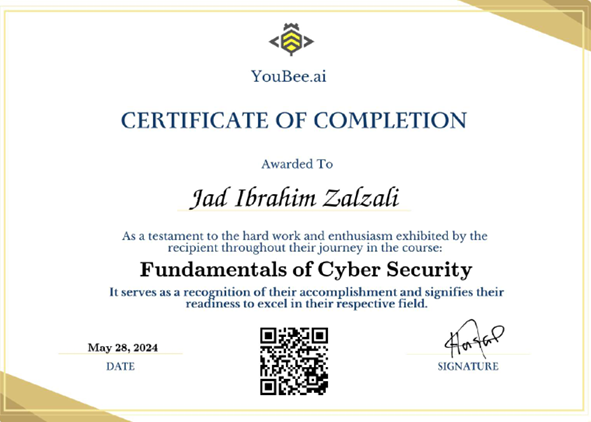 YouBee.ai
CERTIFICATE OF COMPLETION
Awarded To
Jad Ibrahim Zalzali
As a testament to the hard work and enthusiasm exhibited by the
recipient throughout their journey in the course:
Fundamentals of Cyber Security
It serves as a recognition of their accomplishment and signifies their
readiness to excel in their respective field.
May 28, 2024
DATE
SIGNATURE